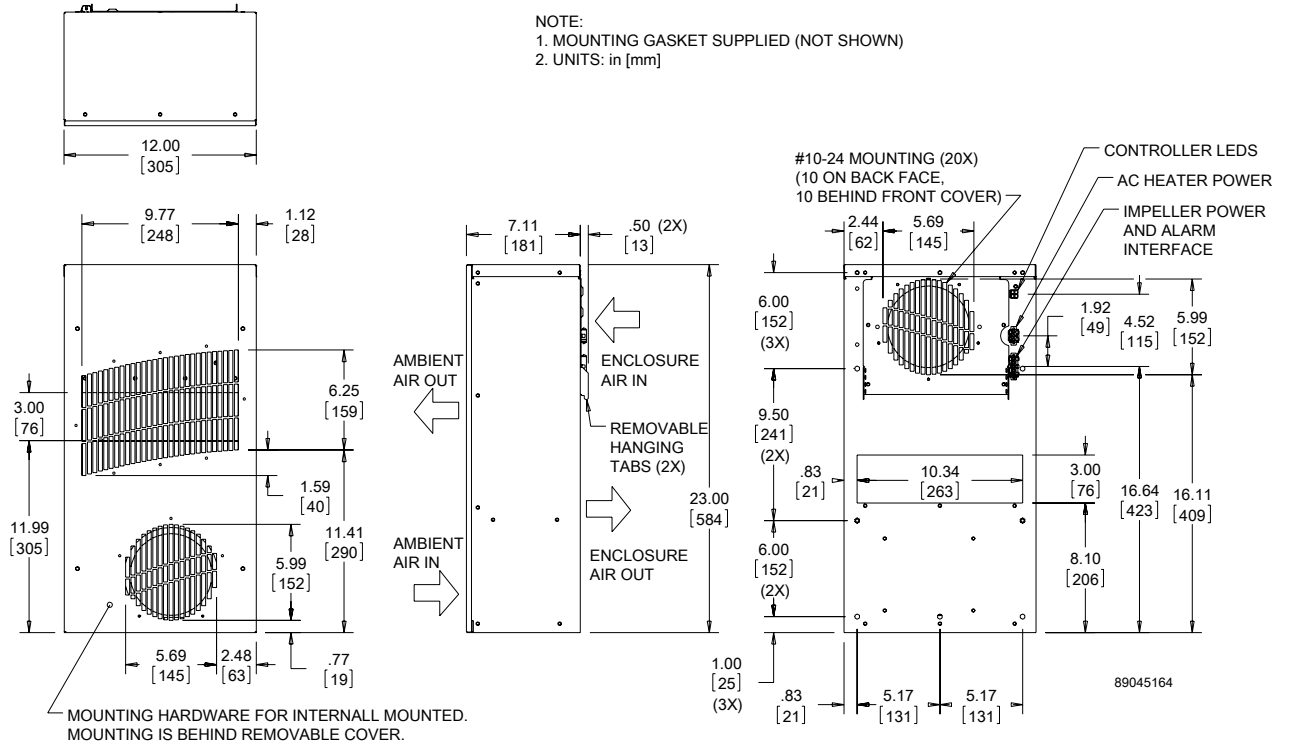 NOTE:
1. MOUNTING GASKET SUPPLIED (NOT SHOWN)
2. UNITS: in [mm]
12.00
[305]
#10-24 MOUNTING (20X)
(10 ON BACK FACE,
10 BEHIND FRONT COVER)
CONTROLLER LEDS
AC HEATER POWER
IMPELLER POWER
AND ALARM
INTERFACE
9.77
[248]
1.12
[28]
3.00
[76]
11.99
[305]
6.25
[159]
1.59
[40]
11.41
[290]
5.99
[152]
5.69
[145]
2.48
[63]
.77
[19]
MOUNTING HARDWARE FOR INTERNALL MOUNTED.
MOUNTING IS BEHIND REMOVABLE COVER.
7.11
[181]
.50 (2X)
[13]
AMBIENT
AIR OUT
ENCLOSURE
AIR IN
REMOVABLE
HANGING
TABS (2X)
23.00
[584]
AMBIENT
AIR IN
ENCLOSURE
AIR OUT
2.44
[62]
5.69
[145]
6.00
[152]
(3X)
1.92
[49]
4.52
[115]
5.99
[152]
9.50
[241]
(2X)
.83
[21]
10.34
[263]
3.00
[76]
16.64
[423]
16.11
[409]
6.00
[152]
(2X)
8.10
[206]
1.00
[25]
(3X)
.83
[21]
5.17
[131]
5.17
[131]
89045164